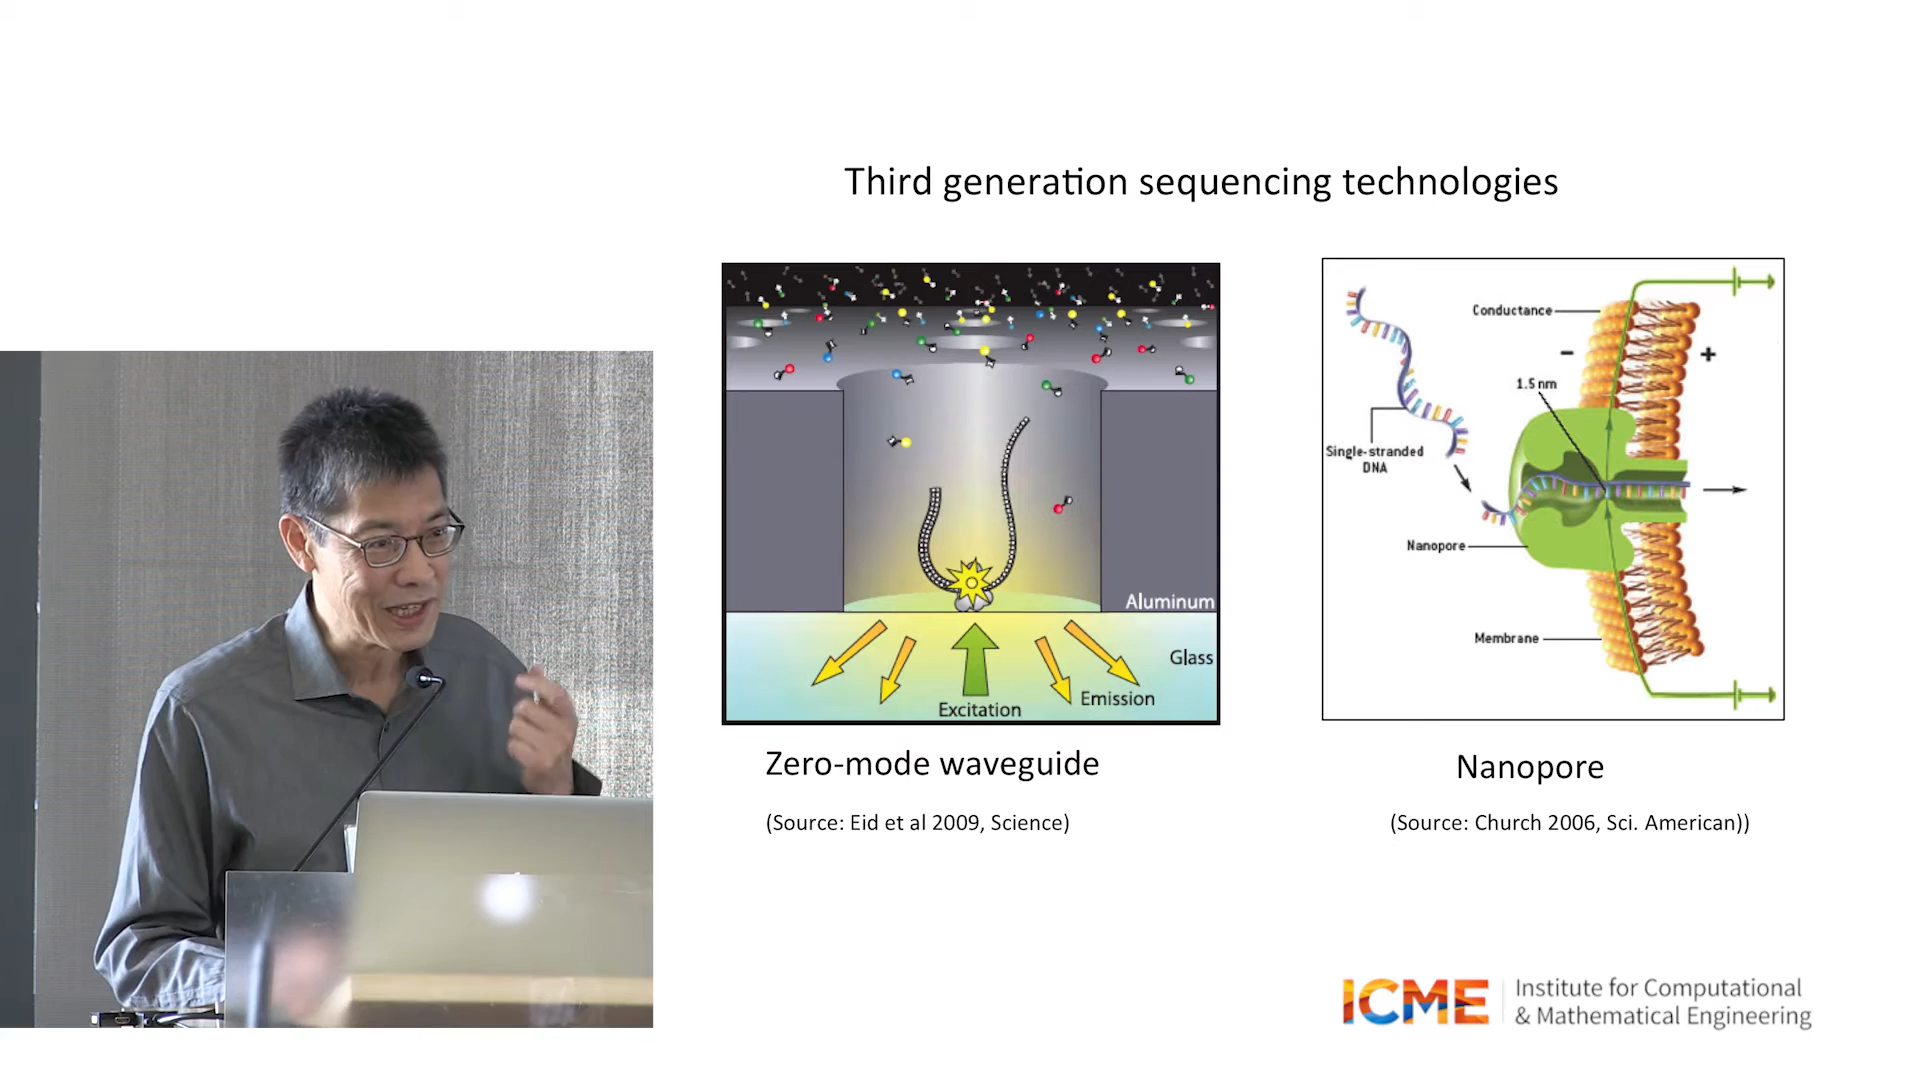 Third generation sequencing technologies
Conductance
–
+
1.5 nm
Single-stranded
DNA
Nanopore
Membrane
Aluminum
Glass
Excitation
Emission
Zero-mode waveguide
Nanopore
(Source: Eid et al 2009, Science)
(Source: Church 2006, Sci. American))
ICME
Institute for Computational
& Mathematical Engineering